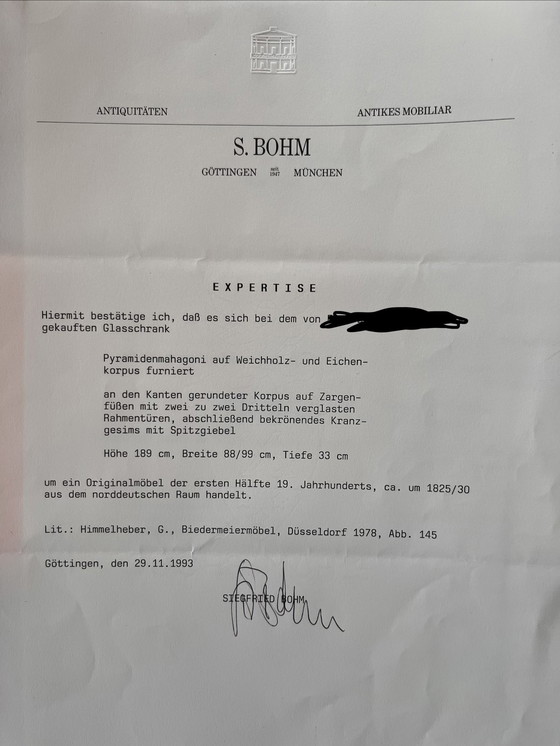 ANTIQUITÄTEN ANTIKES MOBILIAR
S. BOHM
GÖTTINGEN seit 1947 MÜNCHEN
EXPERTISE
Hiermit bestätige ich, daß es sich bei dem von
gekauften Glasschrank
Pyramidenmahagoni auf Weichholz- und Eichen-
korpus furniert
an den Kanten gerundeter Korpus auf Zargen-
füßen mit zwei zu zwei Dritteln verglasten
Rahmentüren, abschließend bekrönendes Kranz-
gesims mit Spitzgiebel
Höhe 189 cm, Breite 88/99 cm, Tiefe 33 cm
um ein Originalmöbel der ersten Hälfte 19. Jahrhunderts, ca. um 1825/30
aus dem norddeutschen Raum handelt.
Lit.: Himmelheber, G., Biedermeiermöbel, Düsseldorf 1978, Abb. 145
Göttingen, den 29.11.1993
SIEGFRIED BOHM